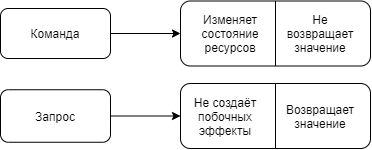 Команда
Изменяет
состояние
ресурсов
Не
возвращает
значение
Запрос
Не создаёт
побочных
эффекты
Возвращает
значение